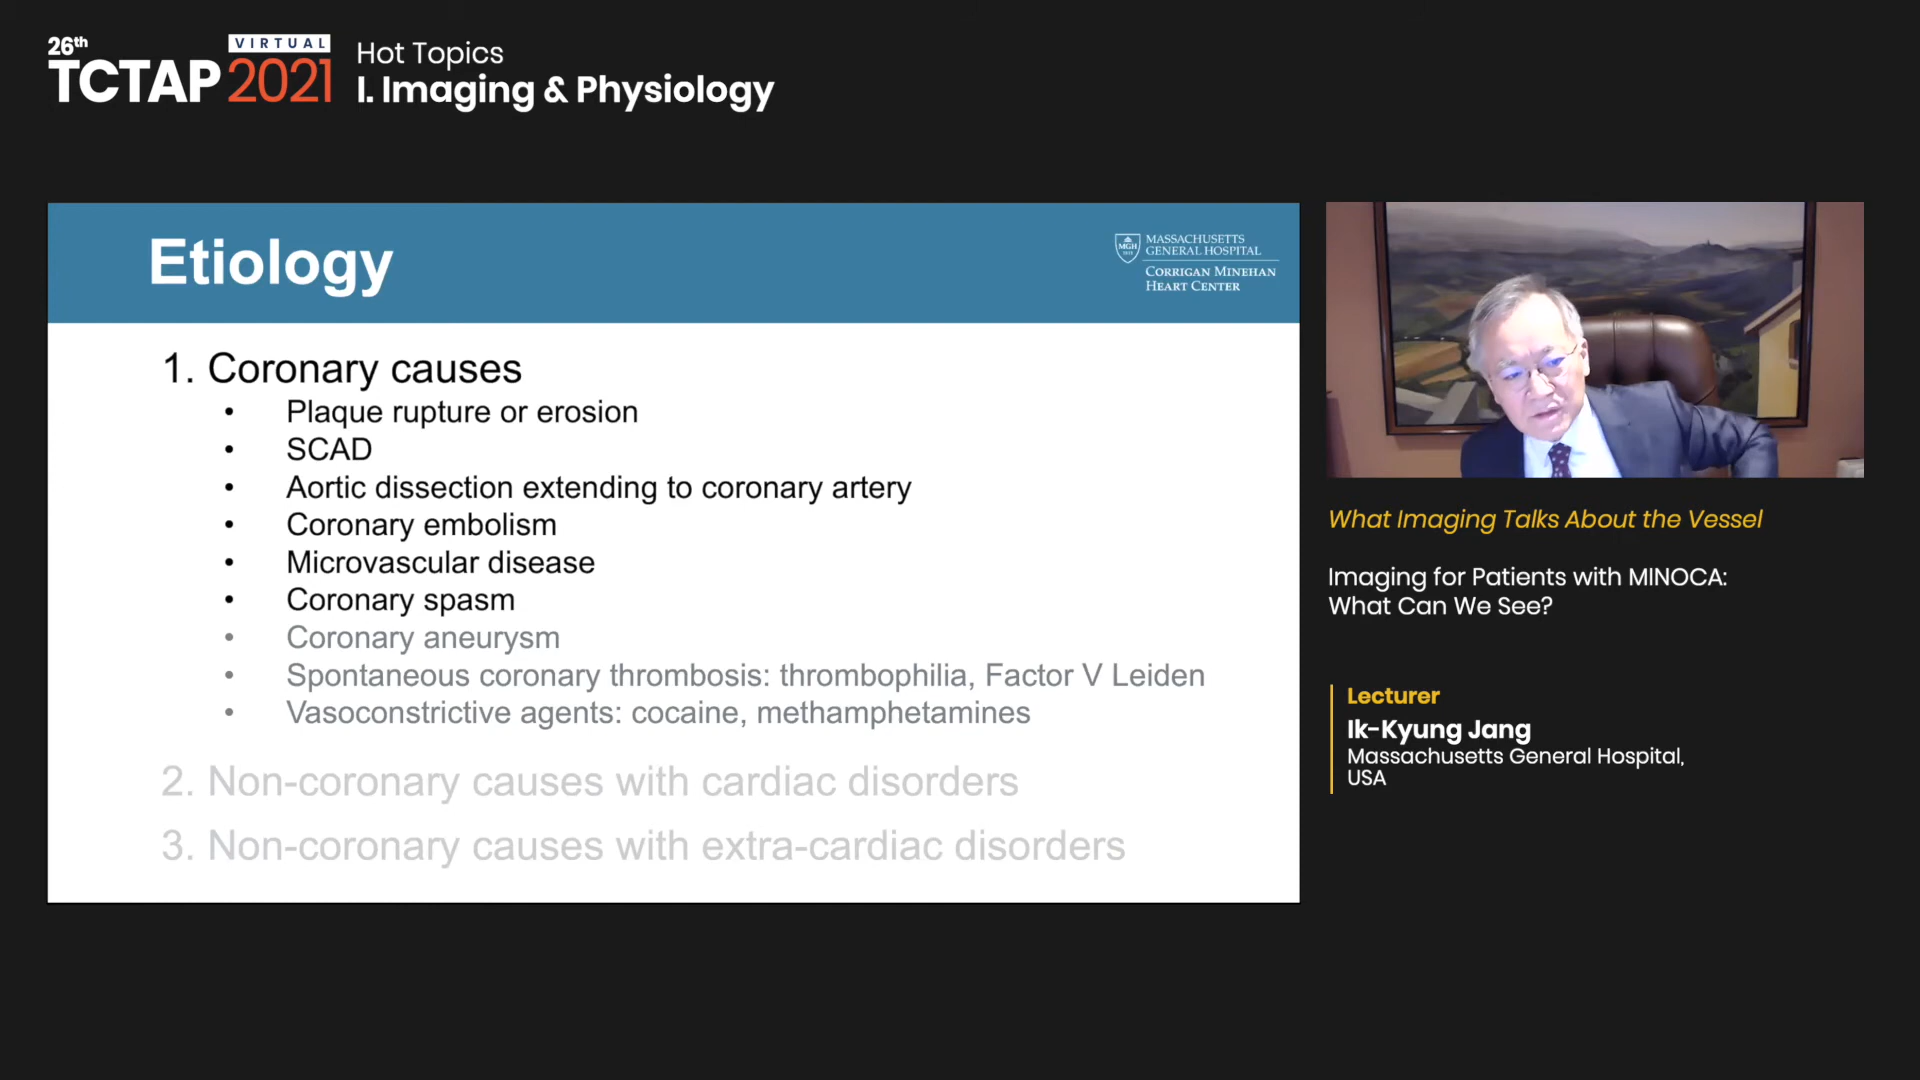 26th
VIRTUAL
TCTAP 2021
Hot Topics
I. Imaging & Physiology
Etiology
MGH
MASSACHUSETTS
GENERAL HOSPITAL
CORRIGAN MINEHAN
HEART CENTER
1. Coronary causes
• Plaque rupture or erosion
• SCAD
• Aortic dissection extending to coronary artery
• Coronary embolism
• Microvascular disease
• Coronary spasm
• Coronary aneurysm
• Spontaneous coronary thrombosis: thrombophilia, Factor V Leiden
• Vasoconstrictive agents: cocaine, methamphetamines
2. Non-coronary causes with cardiac disorders
3. Non-coronary causes with extra-cardiac disorders
What Imaging Talks About the Vessel
Imaging for Patients with MINOCA:
What Can We See?
Lecturer
Ik-Kyung Jang
Massachusetts General Hospital,
USA